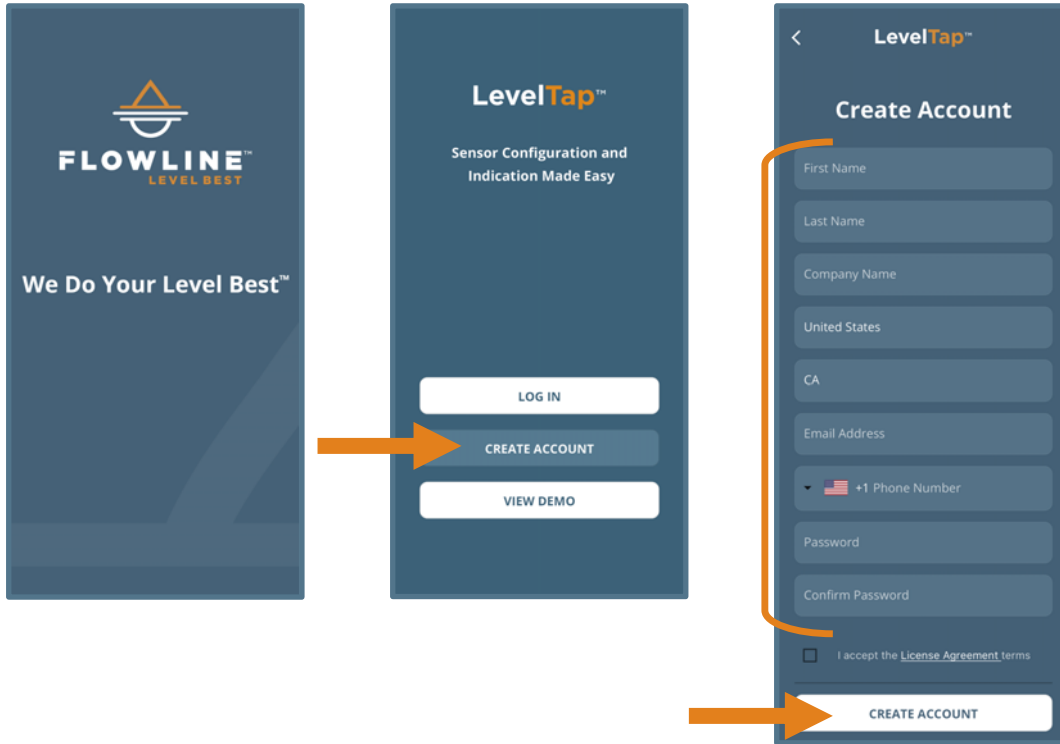 FLOWLINE™
LEVEL BEST
We Do Your Level Best™
LevelTap™
Sensor Configuration and
Indication Made Easy
LOG IN
CREATE ACCOUNT
VIEW DEMO
LevelTap™
Create Account
First Name
Last Name
Company Name
United States
CA
Email Address
+1 Phone Number
Password
Confirm Password
I accept the License Agreement terms
CREATE ACCOUNT